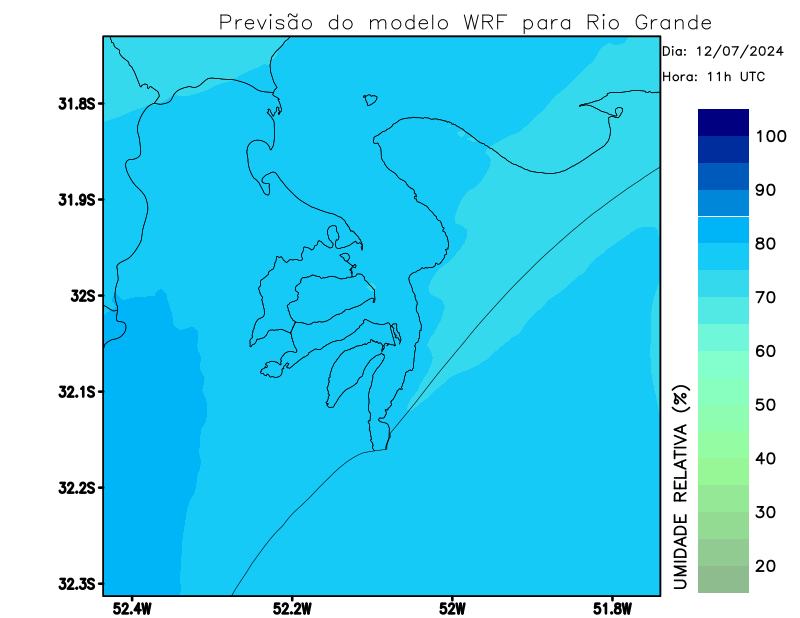 Previsão do modelo WRF para Rio Grande
Dia: 12/07/2024
Hora: 11h UTC
31.8S
31.9S
32S
32.1S
32.2S
32.3S
52.4W
52.2W
52W
51.8W
100
90
80
70
60
50
40
30
20
UMIDADE RELATIVA (%)